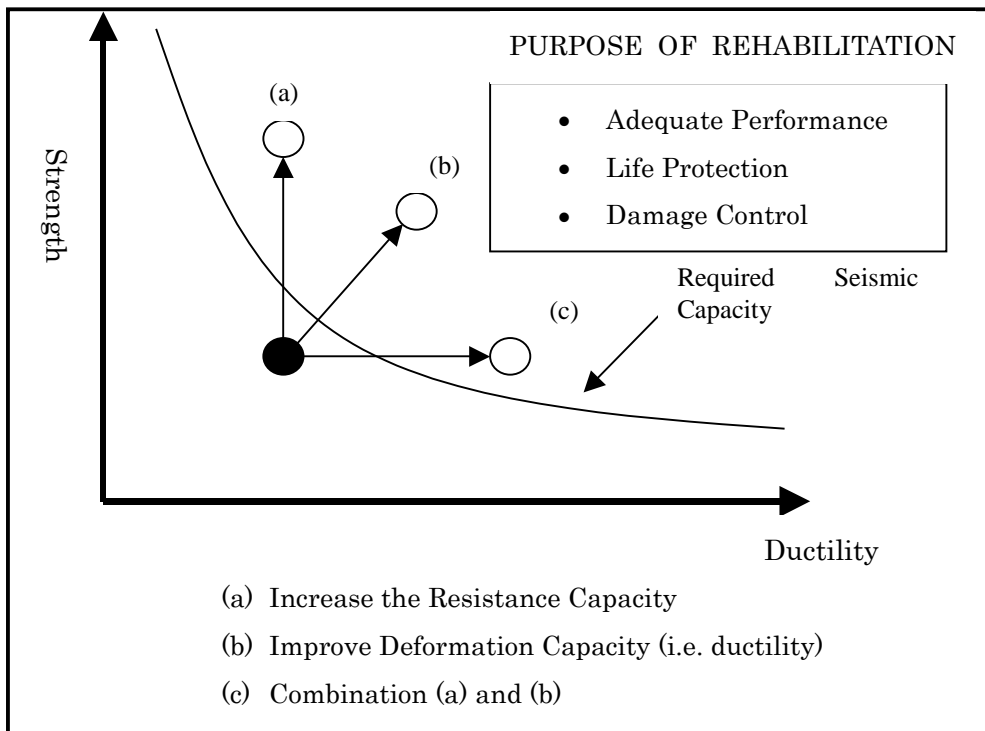 PURPOSE OF REHABILITATION
• Adequate Performance
• Life Protection
• Damage Control
(a)
(b)
(c)
Strength
Required Seismic
Capacity
Ductility
(a) Increase the Resistance Capacity
(b) Improve Deformation Capacity (i.e. ductility)
(c) Combination (a) and (b)